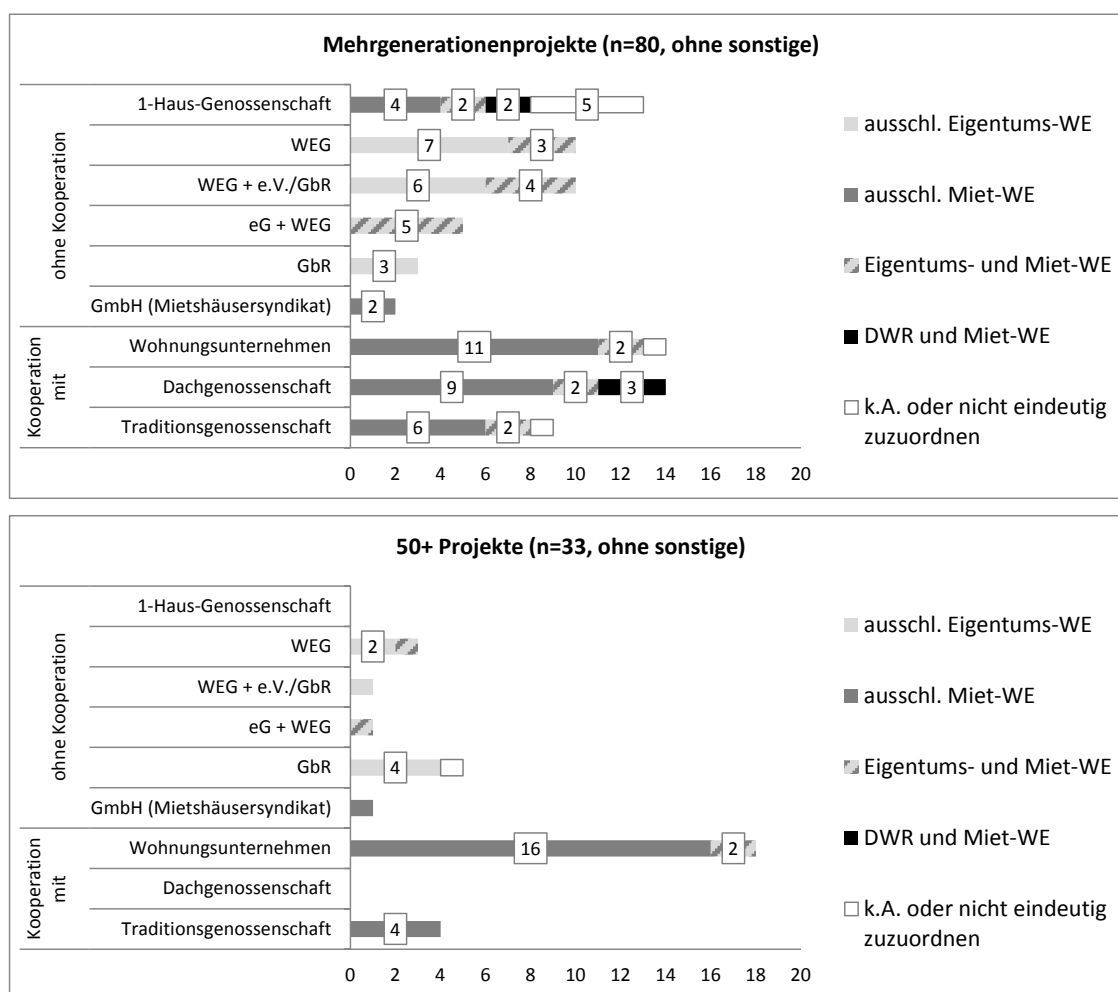 Mehrgenerationenprojekte (n=80, ohne sonstige)
ohne Kooperation
1-Haus-Genossenschaft
4 2 2 5
WEG
7 3
WEG + e.V./GbR
6 4
eG + WEG
5
GbR
3
GmbH (Mietshäusersyndikat)
2
Kooperation
mit
Wohnungsunternehmen
11 2
Dachgenossenschaft
9 2 3
Traditionsgenossenschaft
6 2
0 2 4 6 8 10 12 14 16 18 20
ausschl. Eigentums-WE
ausschl. Miet-WE
Eigentums- und Miet-WE
DWR und Miet-WE
k.A. oder nicht eindeutig
zuzuordnen
50+ Projekte (n=33, ohne sonstige)
ohne Kooperation
1-Haus-Genossenschaft
WEG
2
WEG + e.V./GbR
eG + WEG
GbR
4
GmbH (Mietshäusersyndikat)
Kooperation
mit
Wohnungsunternehmen
16 2
Dachgenossenschaft
Traditionsgenossenschaft
4
0 2 4 6 8 10 12 14 16 18 20
ausschl. Eigentums-WE
ausschl. Miet-WE
Eigentums- und Miet-WE
DWR und Miet-WE
k.A. oder nicht eindeutig
zuzuordnen